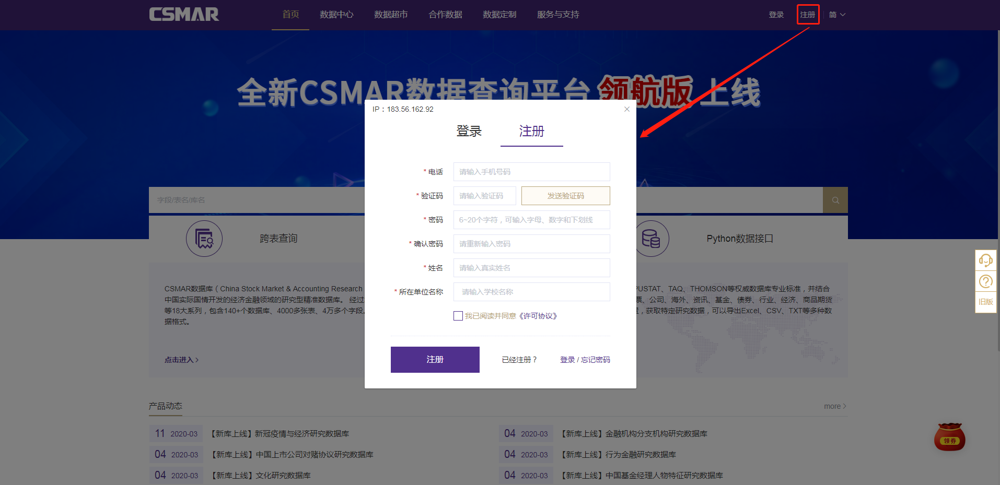 CSMAR
首页 数据中心 数据超市 合作数据 数据定制 服务与支持 登录 注册 简
全新CSMAR数据查询平台 领航版 上线
IP：183.56.162.92
登录 注册
* 电话 请输入手机号码
* 验证码 请输入验证码 发送验证码
* 密码 6~20个字符，可输入字母、数字和下划线
* 确认密码 请重新输入密码
* 姓名 请输入真实姓名
* 所在单位名称 请输入学校名称
我已阅读并同意《许可协议》
注册 已经注册？ 登录 / 忘记密码
字段/表名/库名
跨表查询 Python数据接口
CSMAR数据库（China Stock Market & Accounting Research
中国实际国情开发的经济金融领域的研究型精准数据库。 经过
等18大系列，包含140+个数据库、4000多张表、4万多个字段。
据格式。
PUSTAT、TAQ、THOMSON等权威数据库专业标准，并结合
票、公司、海外、资讯、基金、债券、行业、经济、商品期货
，获取特定研究数据，可以导出Excel、CSV、TXT等多种数
点击进入
旧版
产品动态 more
11 2020-03 【新库上线】新冠疫情与经济研究数据库
04 2020-03 【新库上线】金融机构分支机构研究数据库
04 2020-03 【新库上线】中国上市公司对赌协议研究数据库
04 2020-03 【新库上线】行为金融研究数据库
04 2020-03 【新库上线】文化研究数据库
04 2020-03 【新库上线】中国基金经理人物特征研究数据库
领券